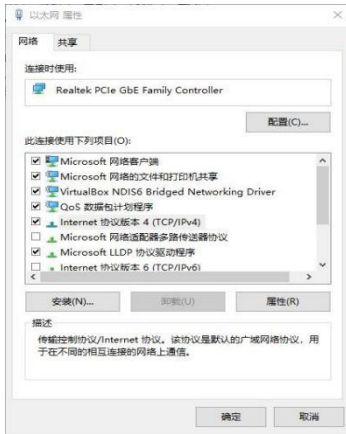 以太网 属性
网络 共享
连接时使用:
Realtek PCIe GbE Family Controller
配置(C)...
此连接使用下列项目(O):
Microsoft 网络客户端
Microsoft 网络的文件和打印机共享
VirtualBox NDIS6 Bridged Networking Driver
QoS 数据包计划程序
Internet 协议版本 4 (TCP/IPv4)
Microsoft 网络适配器多路传送器协议
Microsoft LLDP 协议驱动程序
Internet 协议版本 6 (TCP/IPv6)
安装(N)... 卸载(U) 属性(R)
描述
传输控制协议/Internet 协议。该协议是默认的广域网络协议，用
于在不同的相互连接的网络上通信。
确定 取消